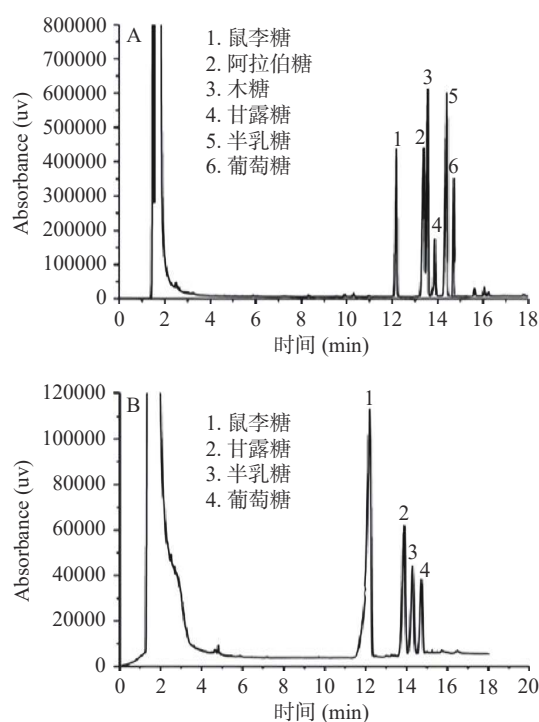 800000
700000
600000
500000
400000
300000
200000
100000
0
Absorbance (uv)
A
1. 鼠李糖
2. 阿拉伯糖
3. 木糖
4. 甘露糖
5. 半乳糖
6. 葡萄糖
1
2
3
4
5
6
0 2 4 6 8 10 12 14 16 18
时间 (min)
120000
100000
80000
60000
40000
20000
0
Absorbance (uv)
B
1. 鼠李糖
2. 甘露糖
3. 半乳糖
4. 葡萄糖
1
2
3
4
0 2 4 6 8 10 12 14 16 18 20
时间 (min)